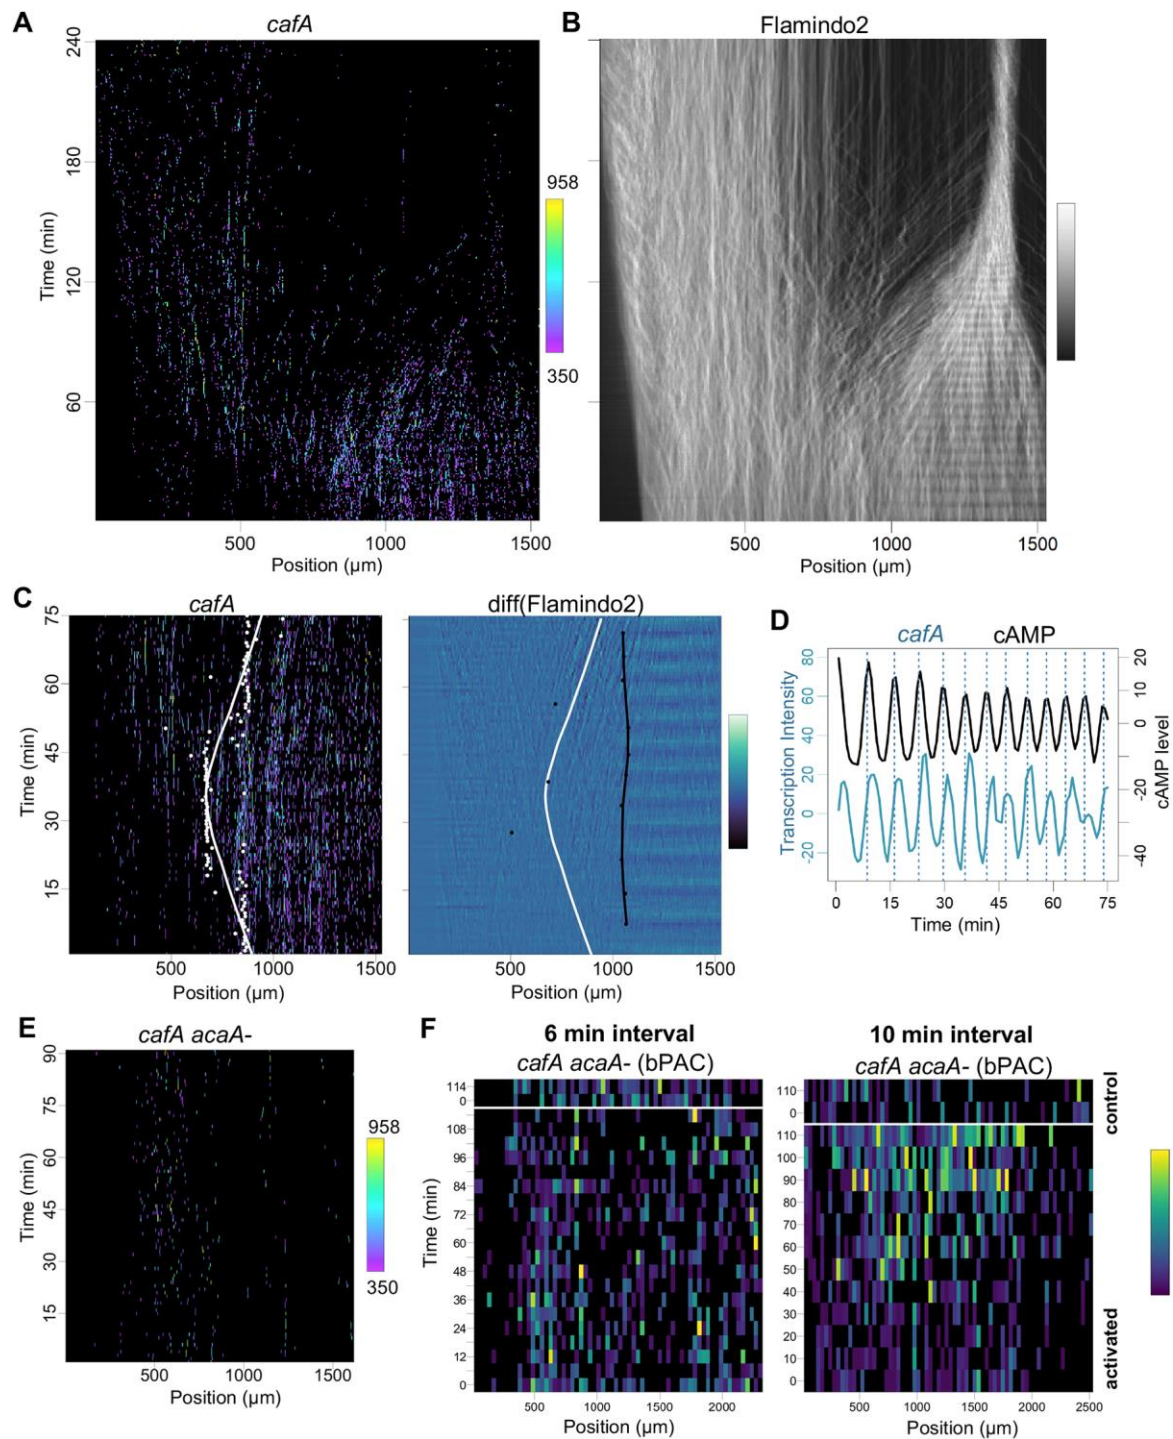 A
cafA
240
180
120
60
Time (min)
500
1000
1500
Position (µm)
958
350
B
Flamindo2
500
1000
1500
Position (µm)
C
cafA
75
60
45
30
15
Time (min)
500
1000
1500
Position (µm)
diff(Flamindo2)
500
1000
1500
Position (µm)
D
cafA
cAMP
80
60
40
20
0
-20
Transcription Intensity
20
10
0
-20
-40
cAMP level
0
15
30
45
60
75
Time (min)
E
cafA acaA-
90
75
60
45
30
15
Time (min)
500
1000
1500
Position (µm)
958
350
F
6 min interval
cafA acaA- (bPAC)
114
0
108
96
84
72
60
48
36
24
12
0
Time (min)
500
1000
1500
2000
Position (µm)
10 min interval
cafA acaA- (bPAC)
110
0
110
100
90
80
70
60
50
40
30
20
10
0
500
1000
1500
2000
2500
Position (µm)
control
activated